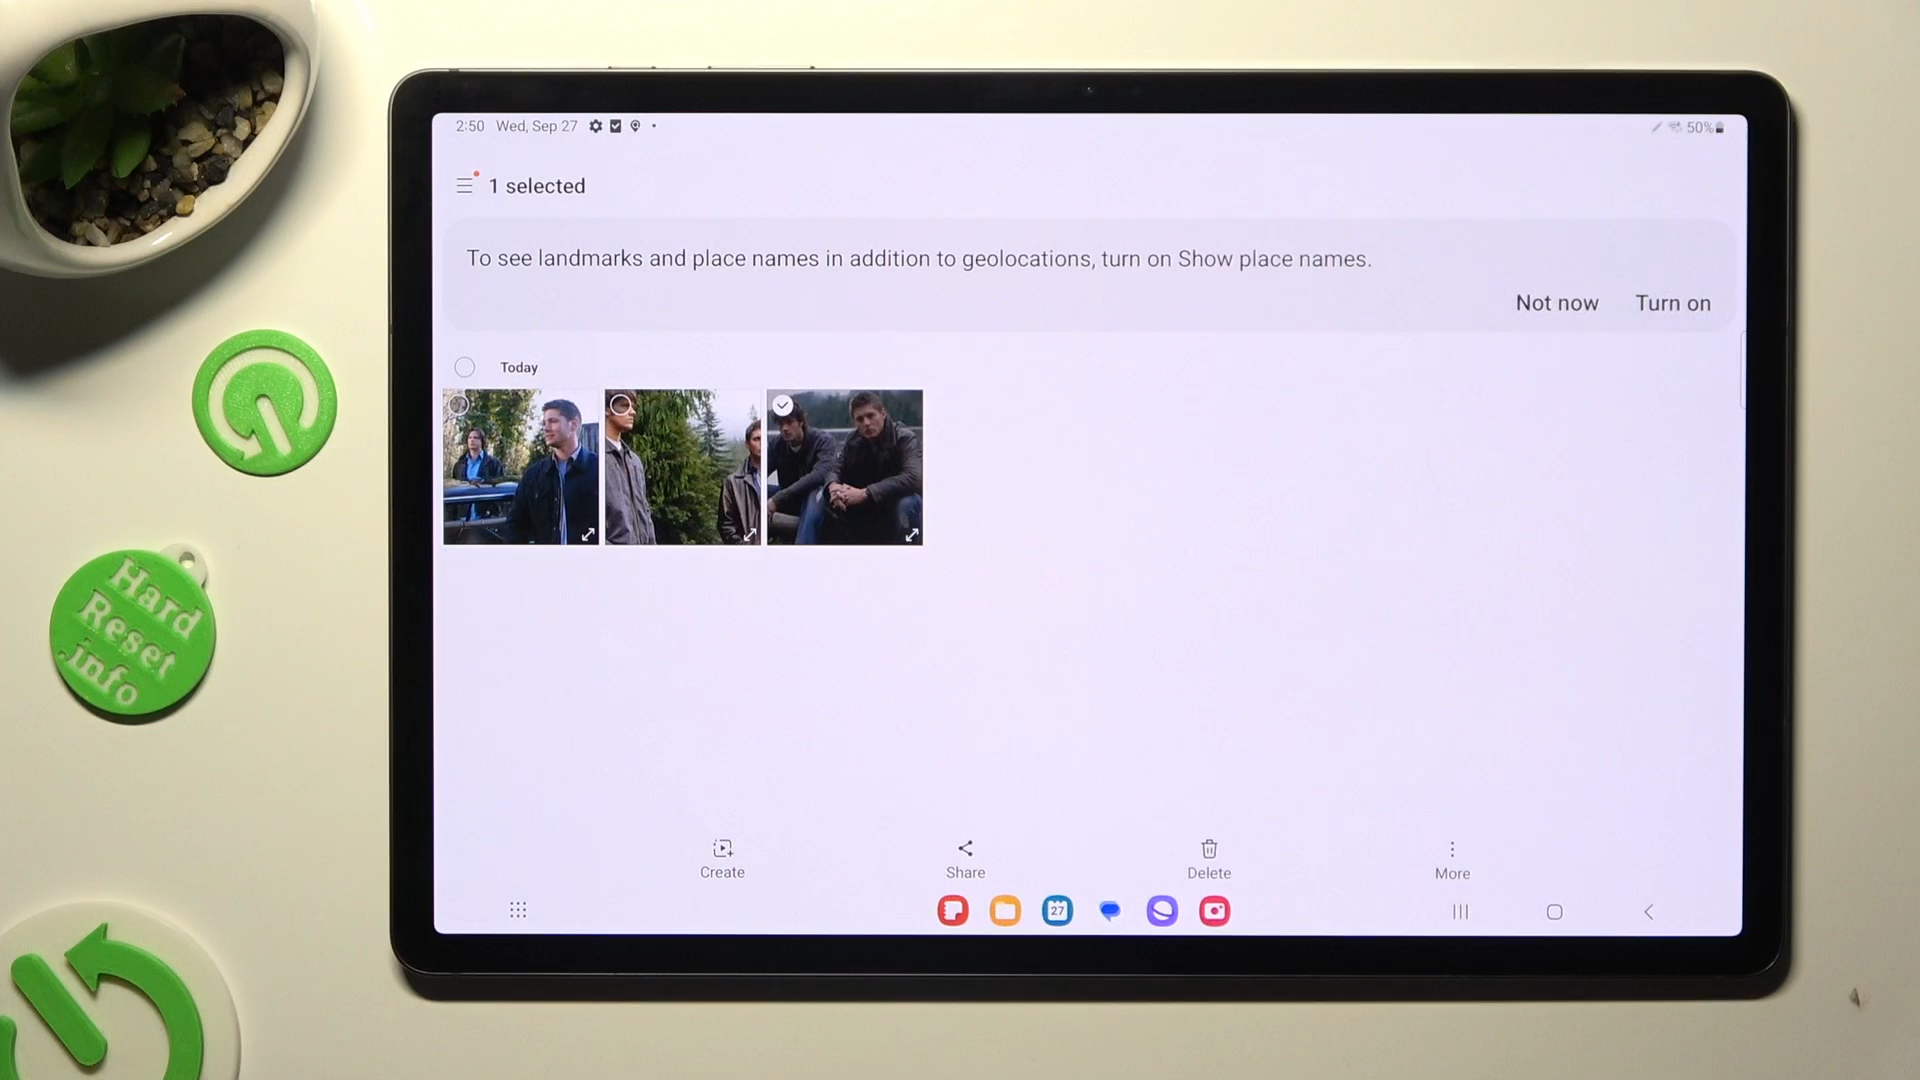 2:50 Wed, Sep 27
50%
1 selected
To see landmarks and place names in addition to geolocations, turn on Show place names.
Not now Turn on
Today
Create Share Delete More
27
Hard
Reset
.info